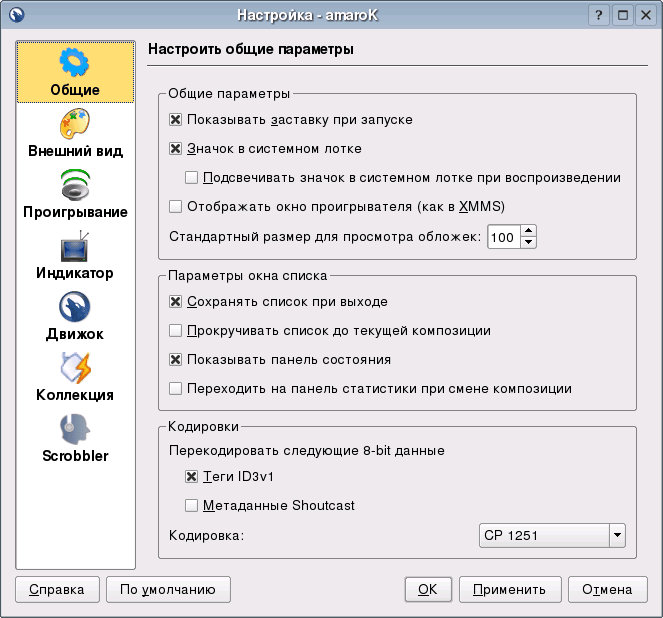 Настройка - amaroK
Общие
Внешний вид
Проигрывание
Индикатор
Движок
Коллекция
Scrobbler
Настроить общие параметры
Общие параметры
Показывать заставку при запуске
Значок в системном лотке
Подсвечивать значок в системном лотке при воспроизведении
Отображать окно проигрывателя (как в XMMS)
Стандартный размер для просмотра обложек: 100
Параметры окна списка
Сохранять список при выходе
Прокручивать список до текущей композиции
Показывать панель состояния
Переходить на панель статистики при смене композиции
Кодировки
Перекодировать следующие 8-bit данные
Теги ID3v1
Метаданные Shoutcast
Кодировка: CP 1251
Справка По умолчанию OK Применить Отмена